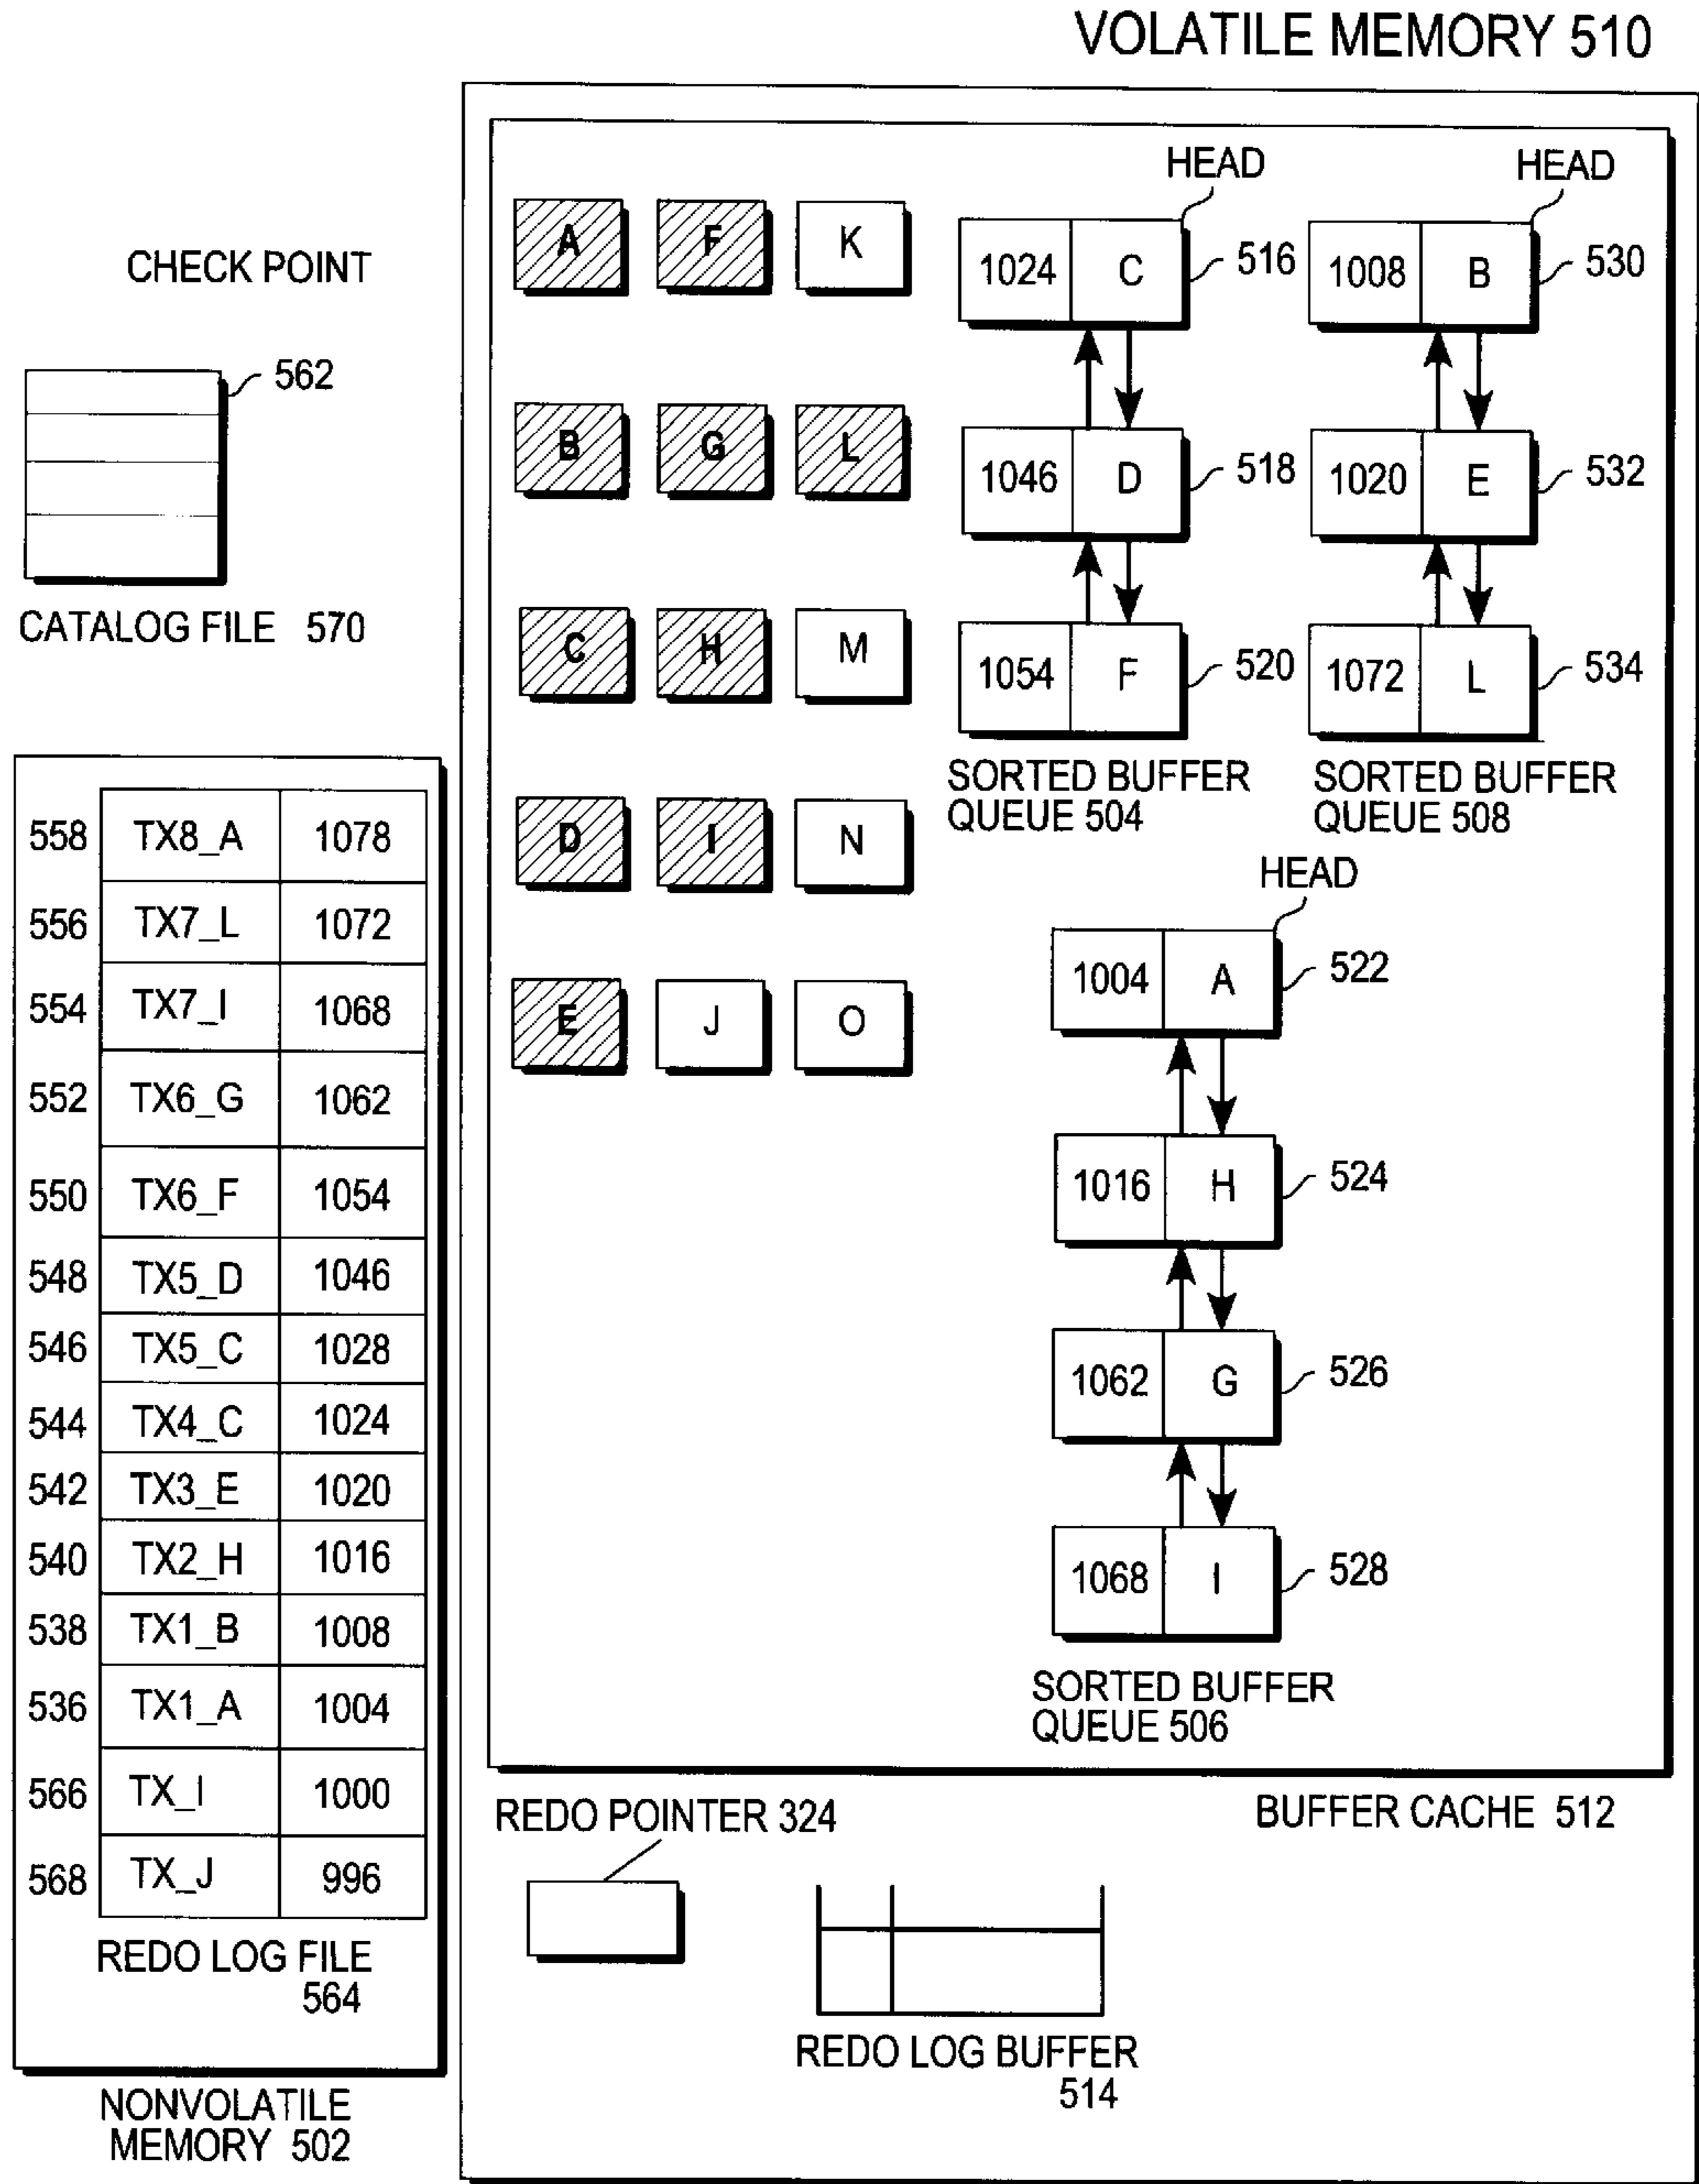 VOLATILE MEMORY 510
CHECK POINT
562
CATALOG FILE 570
558 TX8_A 1078
556 TX7_L 1072
554 TX7_I 1068
552 TX6_G 1062
550 TX6_F 1054
548 TX5_D 1046
546 TX5_C 1028
544 TX4_C 1024
542 TX3_E 1020
540 TX2_H 1016
538 TX1_B 1008
536 TX1_A 1004
566 TX_I 1000
568 TX_J 996
REDO LOG FILE
564
NONVOLATILE
MEMORY 502
A F K
B G L
C H M
D I N
E J O
HEAD
1024 C 516
1046 D 518
1054 F 520
SORTED BUFFER
QUEUE 504
HEAD
1008 B 530
1020 E 532
1072 L 534
SORTED BUFFER
QUEUE 508
HEAD
1004 A 522
1016 H 524
1062 G 526
1068 I 528
SORTED BUFFER
QUEUE 506
BUFFER CACHE 512
REDO POINTER 324
REDO LOG BUFFER
514